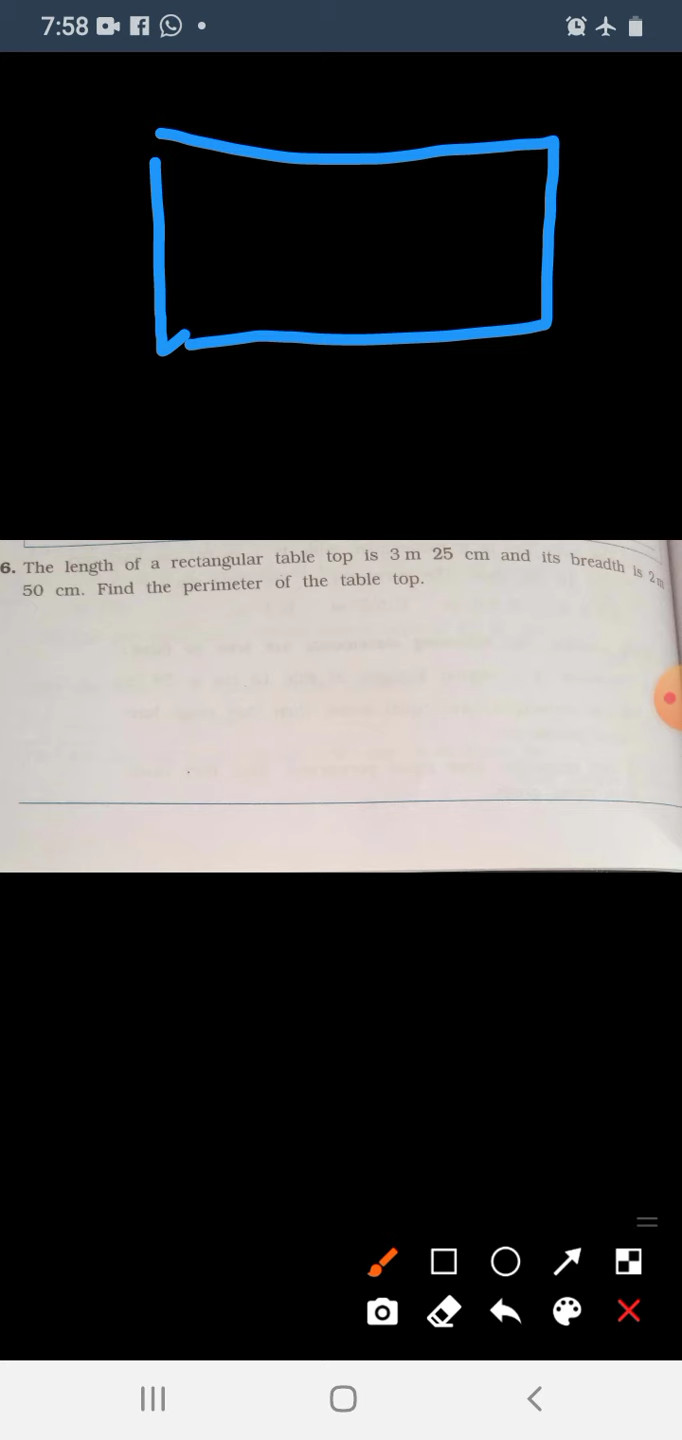 7:58
6. The length of a rectangular table top is 3 m 25 cm and its breadth is 2 m
50 cm. Find the perimeter of the table top.